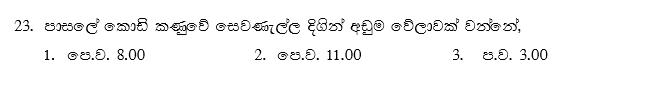 23. පාසලේ කොඩි කණුවේ සෙවණැල්ල දිගින් අඩුම වේලාවක් වන්නේ,
1. පෙ.ව. 8.00 2. පෙ.ව. 11.00 3. ප.ව. 3.00